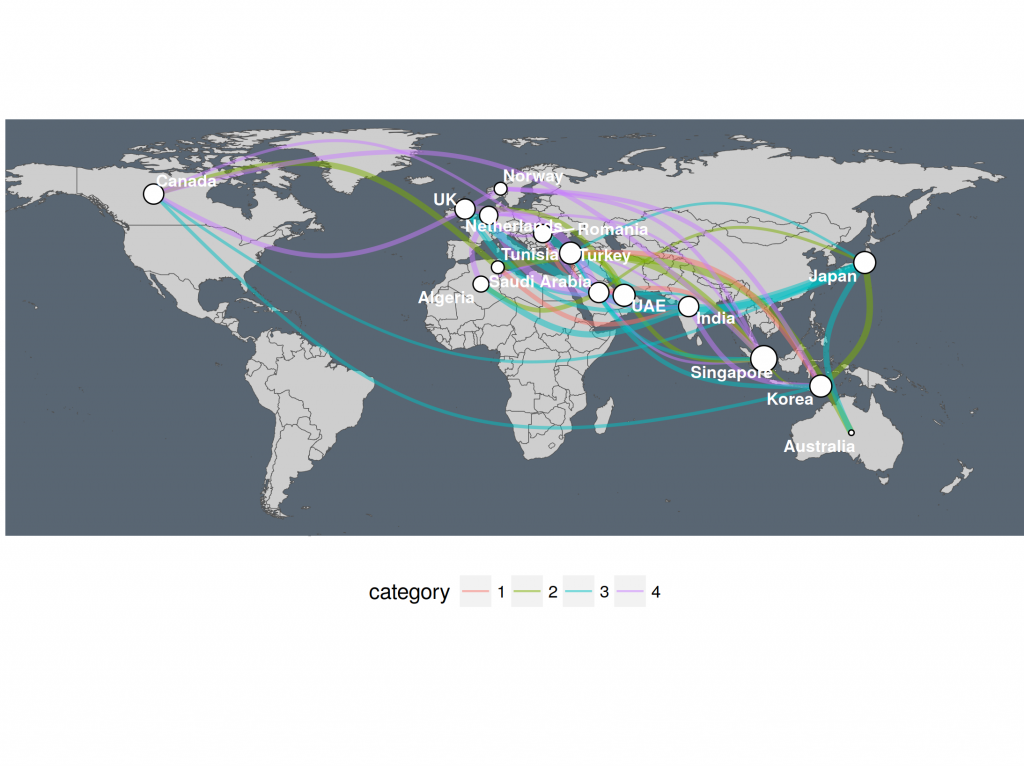 Norway
Canada
UK
Netherlands
Romania
Tunisia
Turkey
Japan
Saudi Arabia
Algeria
UAE
India
Singapore
Korea
Australia
category 1 2 3 4